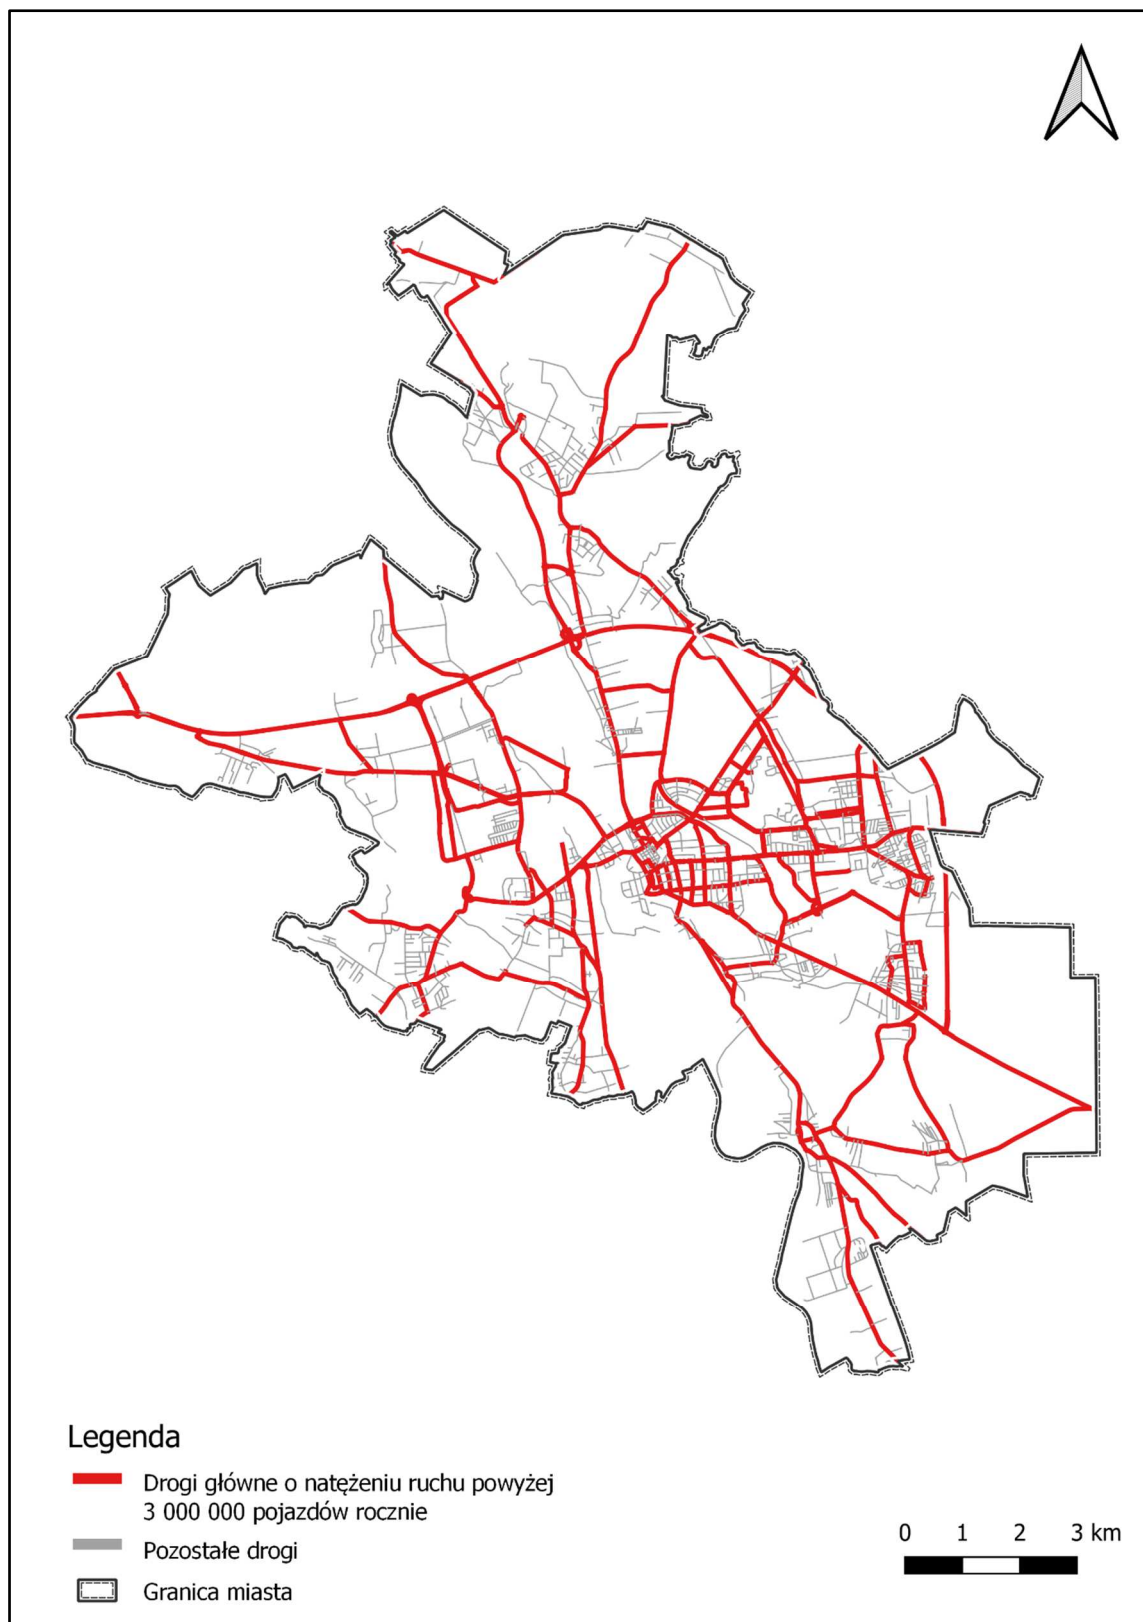 Legenda
Drogi główne o natężeniu ruchu powyżej
3 000 000 pojazdów rocznie
Pozostałe drogi
Granica miasta
0 1 2 3 km